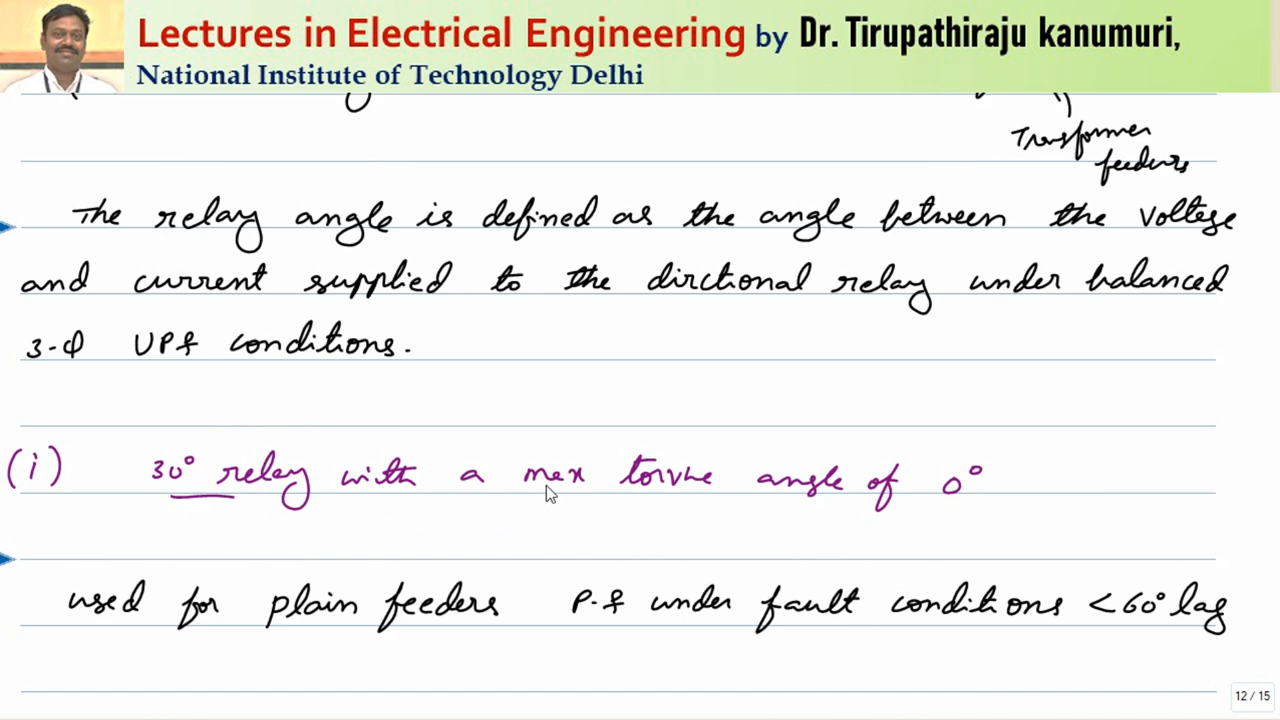 Lectures in Electrical Engineering by Dr. Tirupathiraju kanumuri,
National Institute of Technology Delhi
Transformer
feeders
The relay angle is defined as the angle between the voltage
and current supplied to the dirctional relay under balanced
3-Φ UPf conditions.
(i) 30° relay with a max torque angle of 0°
used for plain feeders P.f under fault conditions <60° lag
12 / 15